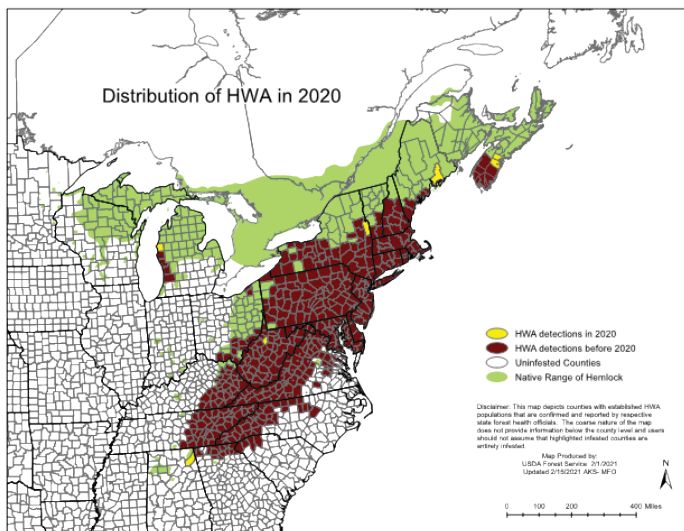 Distribution of HWA in 2020
HWA detections in 2020
HWA detections before 2020
Uninfested Counties
Native Range of Hemlock
Disclaimer: This map depicts counties with established HWA
populations that are confirmed and reported by respective
state forest health officials. The coarse nature of the map
does not provide information below the county level and users
should not assume that highlighted infested counties are
entirely infested.
Map Produced by:
USDA Forest Service 2/1/2021
Updated 2/15/2021 AKS- MFO
N
0 100 200 400 Miles